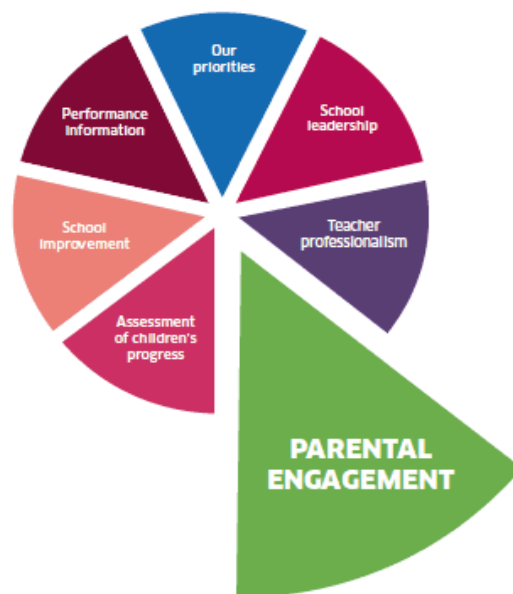 Our
priorities
School
leadership
Teacher
professionalism
PARENTAL
ENGAGEMENT
Assessment
of children's
progress
School
improvement
Performance
information